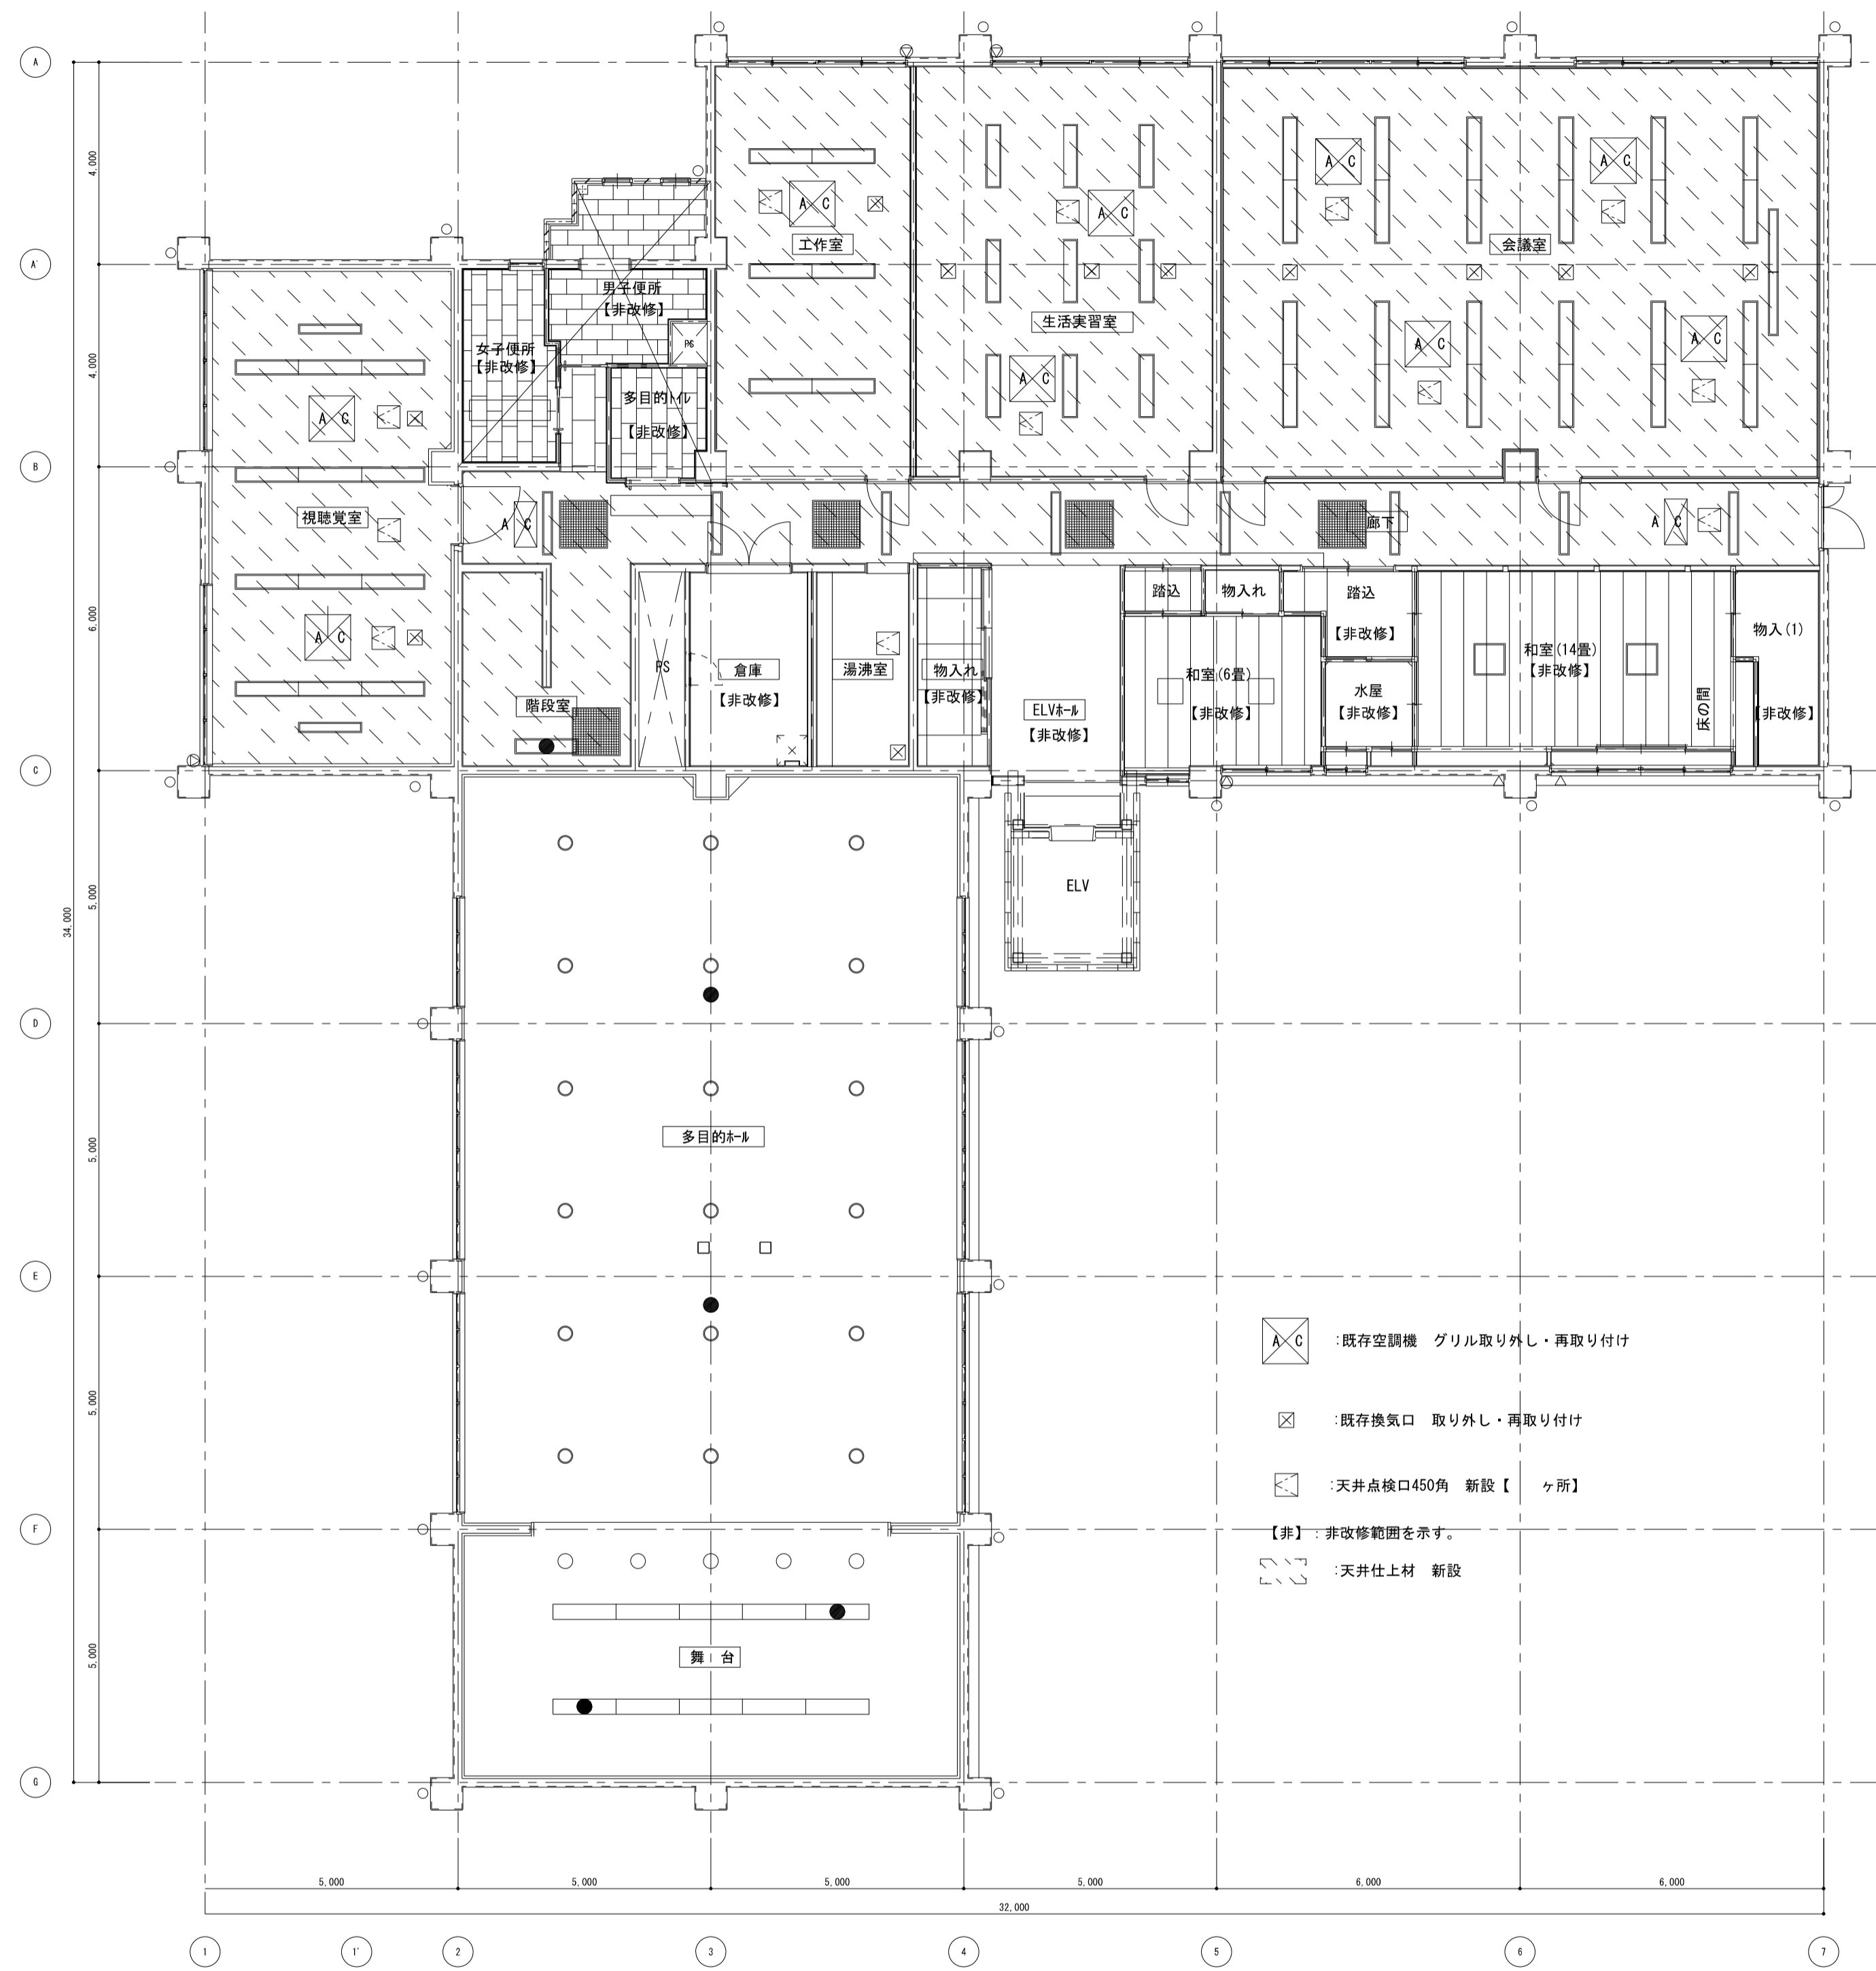 A
A'
B
C
D
E
F
G
4,000
4,000
6,000
5,000
5,000
5,000
5,000
34,000
A C
工作室
A C
生活実習室
A C
A C
A C
会議室
A C
A C
男子便所
【非改修】
PS
女子便所
【非改修】
多目的ﾄｲﾚ
【非改修】
A C
視聴覚室
A C
A C
廊下
A C
階段室
PS
倉庫
【非改修】
湯沸室
物入れ
【非改修】
ELVﾎｰﾙ
【非改修】
踏込
物入れ
踏込
【非改修】
和室(6畳)
【非改修】
水屋
【非改修】
和室(14畳)
【非改修】
床の間
物入(1)
【非改修】
ELV
多目的ﾎｰﾙ
舞 台
A C :既存空調機 グリル取り外し・再取り付け
:既存換気口 取り外し・再取り付け
:天井点検口450角 新設【 ヶ所】
【非】：非改修範囲を示す。
:天井仕上材 新設
5,000
5,000
5,000
5,000
6,000
6,000
32,000
1
1'
2
3
4
5
6
7